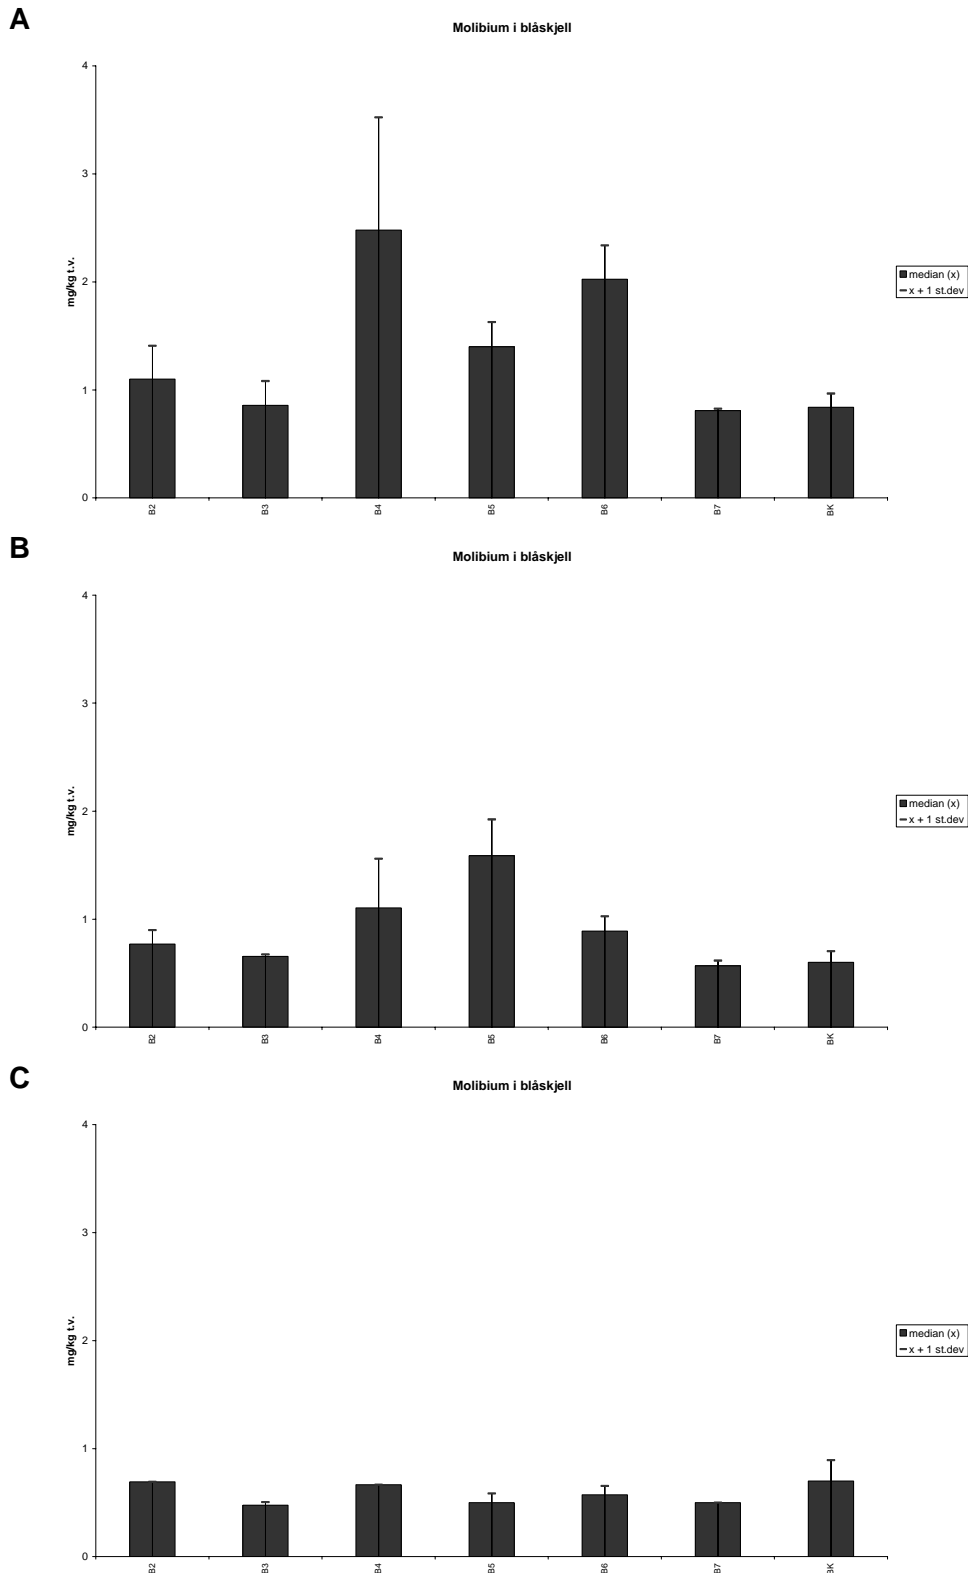 A
Molibium i blåskjell
4
3
2
1
0
mg/kg t.v.
B2 B3 B4 B5 B6 B7 BK
median (x)
x + 1 st.dev
B
Molibium i blåskjell
4
3
2
1
0
mg/kg t.v.
B2 B3 B4 B5 B6 B7 BK
median (x)
x + 1 st.dev
C
Molibium i blåskjell
4
3
2
1
0
mg/kg t.v.
B2 B3 B4 B5 B6 B7 BK
median (x)
x + 1 st.dev